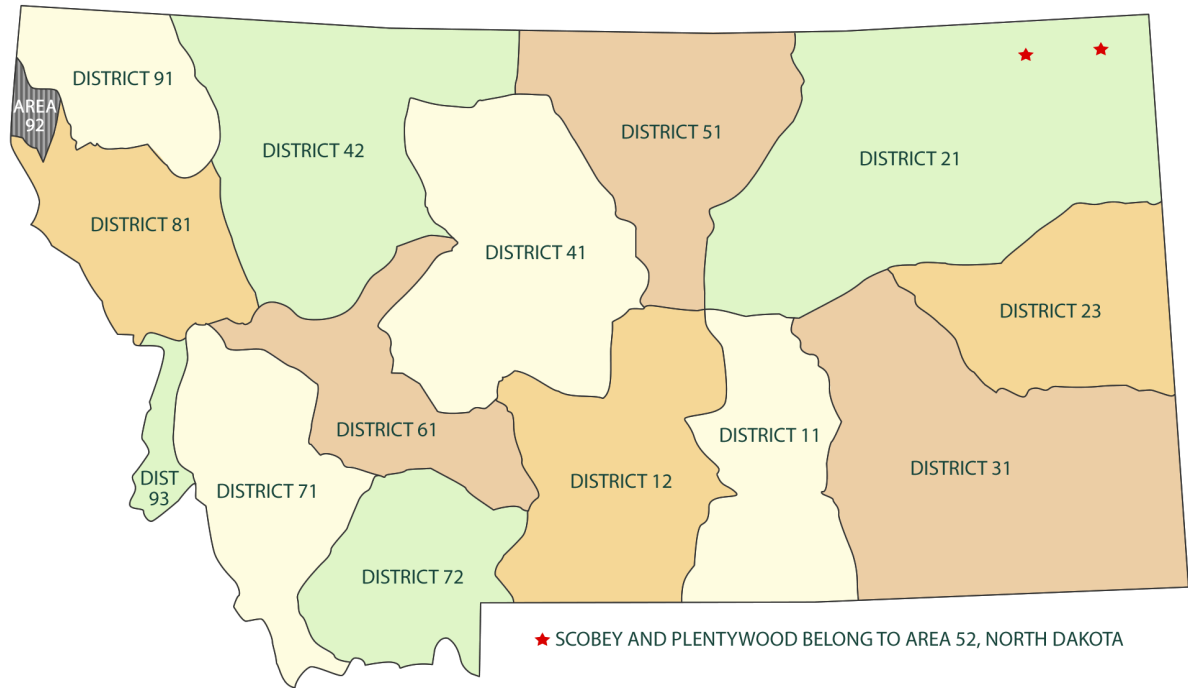 DISTRICT 91
AREA
92
DISTRICT 42
DISTRICT 51
DISTRICT 21
DISTRICT 81
DISTRICT 41
DISTRICT 23
DISTRICT 61
DISTRICT 11
DISTRICT 31
DIST
93
DISTRICT 71
DISTRICT 12
DISTRICT 72
SCOBEY AND PLENTYWOOD BELONG TO AREA 52, NORTH DAKOTA